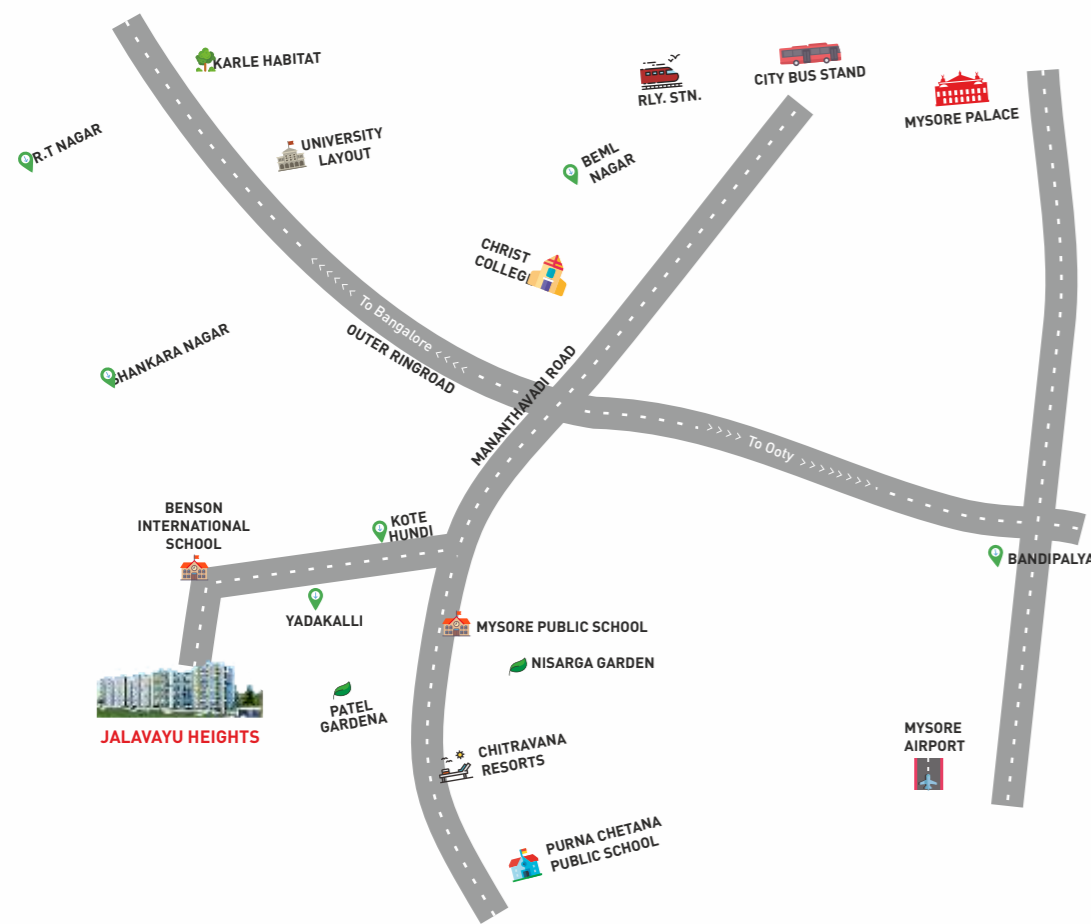 KARLE HABITAT
RLY. STN.
CITY BUS STAND
MYSORE PALACE
R.T NAGAR
UNIVERSITY
LAYOUT
BEML
NAGAR
CHRIST
COLLEGE
<<<<<< To Bangalore <<<<
OUTER RINGROAD
SHANKARA NAGAR
MANANTHAVADI ROAD
>>>> To Ooty >>>>>>>>
BENSON
INTERNATIONAL
SCHOOL
KOTE
HUNDI
BANDIPALYA
YADAKALLI
MYSORE PUBLIC SCHOOL
NISARGA GARDEN
PATEL
GARDENA
JALAVAYU HEIGHTS
CHITRAVANA
RESORTS
MYSORE
AIRPORT
PURNA CHETANA
PUBLIC SCHOOL